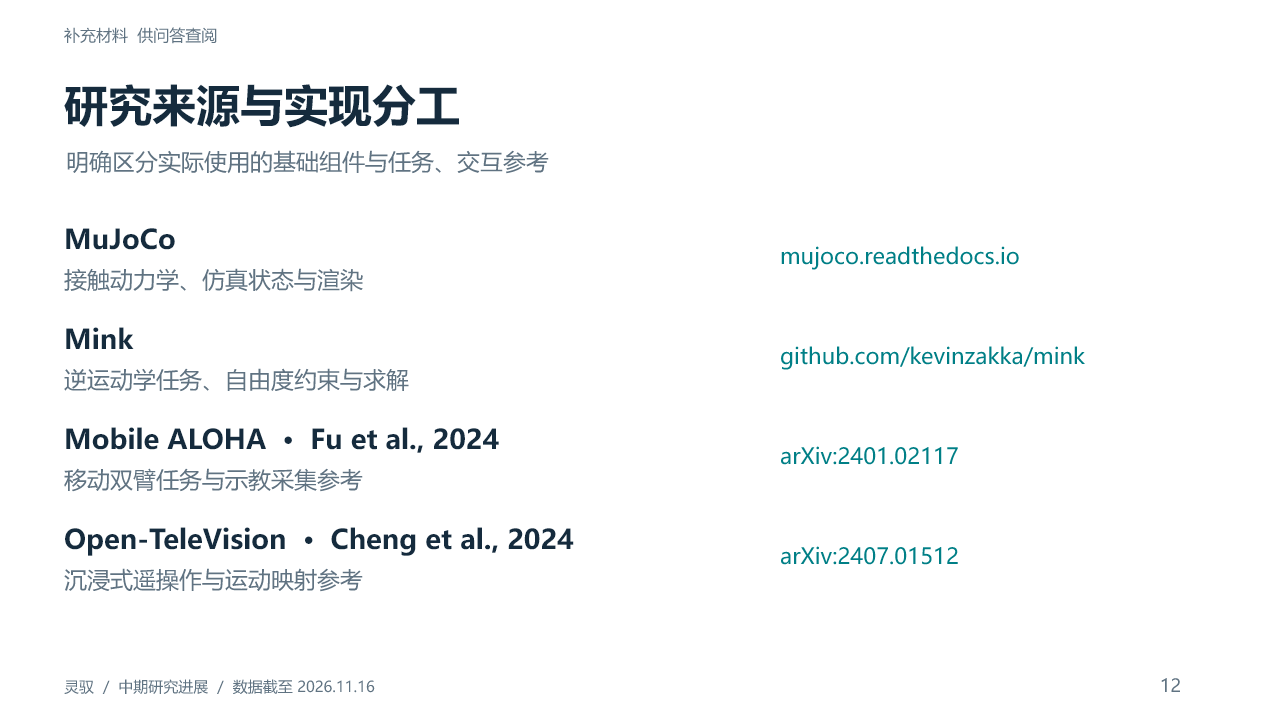 补充材料 供问答查阅
研究来源与实现分工
明确区分实际使用的基础组件与任务、交互参考
MuJoCo
接触动力学、仿真状态与渲染
mujoco.readthedocs.io
Mink
逆运动学任务、自由度约束与求解
github.com/kevinzakka/mink
Mobile ALOHA • Fu et al., 2024
移动双臂任务与示教采集参考
arXiv:2401.02117
Open-TeleVision • Cheng et al., 2024
沉浸式遥操作与运动映射参考
arXiv:2407.01512
灵驭 / 中期研究进展 / 数据截至 2026.11.16
12